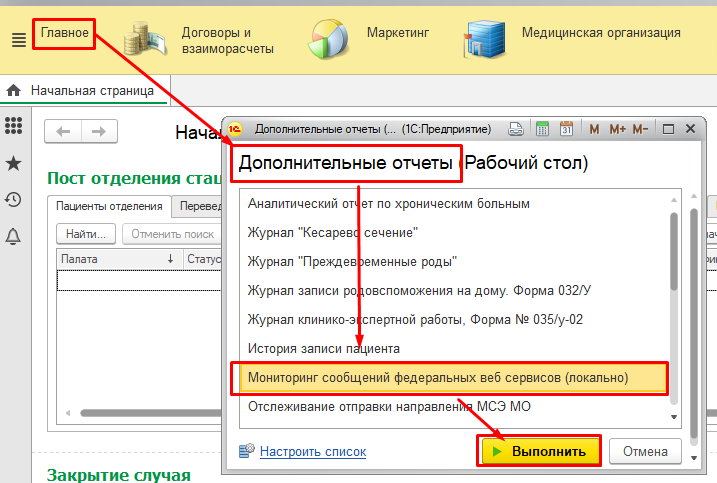 Главное
Договоры и
взаиморасчеты
Маркетинг
Медицинская организация
Начальная страница
Нача
Дополнительные отчеты (... (1С:Предприятие)
31
M M+ M-
Дополнительные отчеты (Рабочий стол)
Пост отделения стац
Пациенты отделения
Перевед
Найти...
Отменить поиск
Палата
Статус
Аналитический отчет по хроническим больным
Журнал "Кесарево сечение"
Журнал "Преждевременные роды"
Журнал записи родовспоможения на дому. Форма 032/У
Журнал клинико-экспертной работы, Форма № 035/у-02
История записи пациента
Мониторинг сообщений федеральных веб сервисов (локально)
Отслеживание отправки направления МСЭ МО
Настроить список
Выполнить
Отмена
Закрытие случая